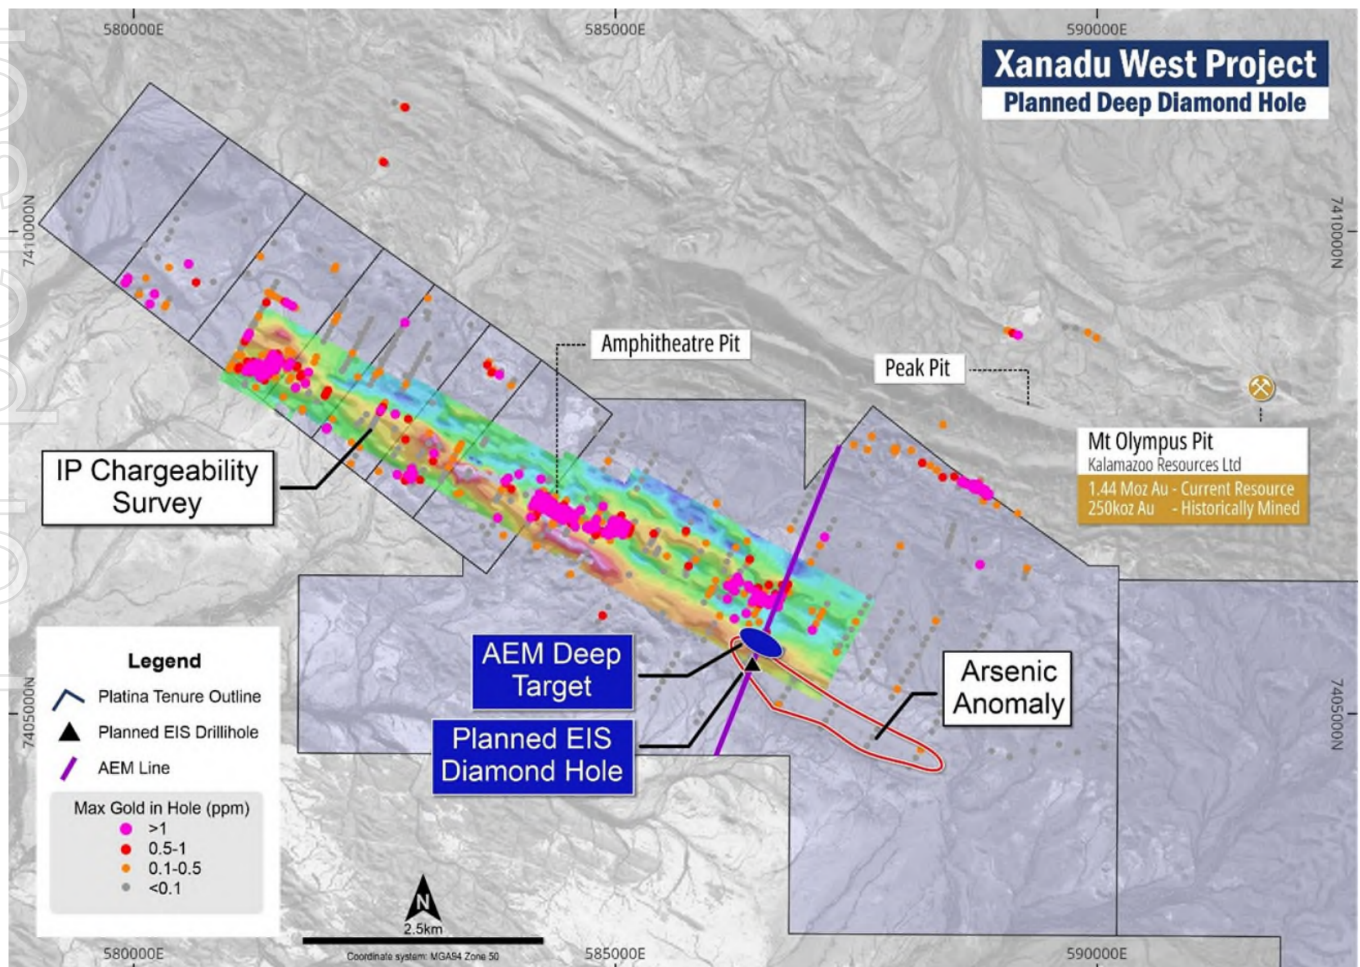 580000E
585000E
590000E
Xanadu West Project
Planned Deep Diamond Hole
7410000N
7410000N
Amphitheatre Pit
Peak Pit
Mt Olympus Pit
Kalamazoo Resources Ltd
1.44 Moz Au - Current Resource
250koz Au - Historically Mined
IP Chargeability
Survey
AEM Deep
Target
Arsenic
Anomaly
Planned EIS
Diamond Hole
7405000N
7405000N
Legend
Platina Tenure Outline
Planned EIS Drillihole
AEM Line
Max Gold in Hole (ppm)
>1
0.5-1
0.1-0.5
<0.1
N
2.5km
Coordinate system: MGA94 Zone 50
580000E
585000E
590000E